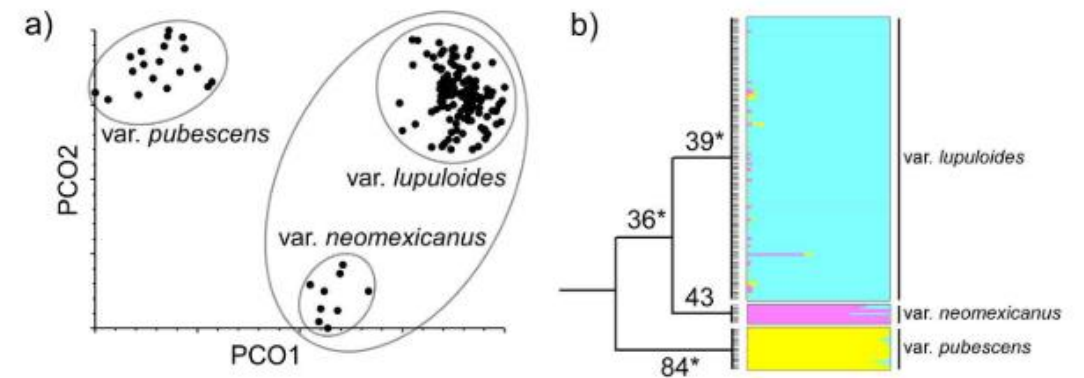 a)
var. pubescens
var. lupuloides
var. neomexicanus
PCO2
PCO1
b)
39*
36*
43
84*
var. lupuloides
var. neomexicanus
var. pubescens